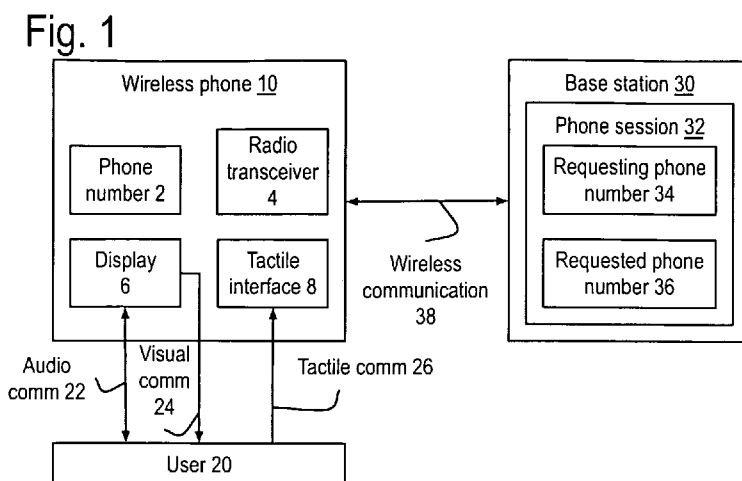 Fig. 1
Wireless phone 10
Phone
number 2
Radio
transceiver
4
Display
6
Tactile
interface 8
Base station 30
Phone session 32
Requesting phone
number 34
Requested phone
number 36
Wireless
communication
38
Audio
comm 22
Visual
comm
24
Tactile comm 26
User 20